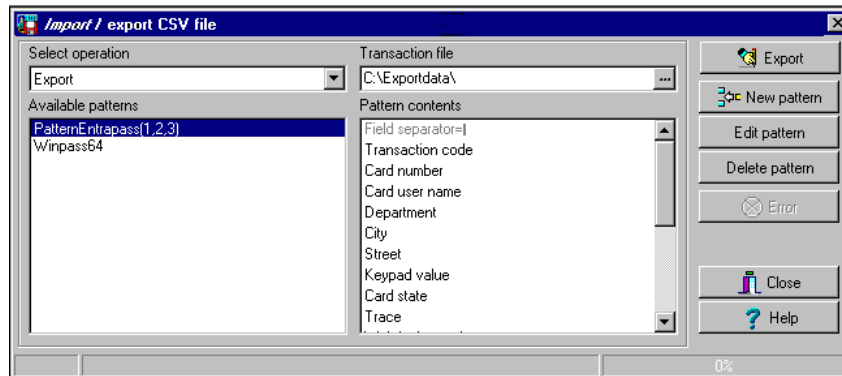 Import / export CSV file
Select operation
Export
Available patterns
PatternEntrapass(1,2,3)
Winpass64
Transaction file
C:\Exportdata\
...
Pattern contents
Field separator=|
Transaction code
Card number
Card user name
Department
City
Street
Keypad value
Card state
Trace
Export
New pattern
Edit pattern
Delete pattern
Error
Close
Help
0%